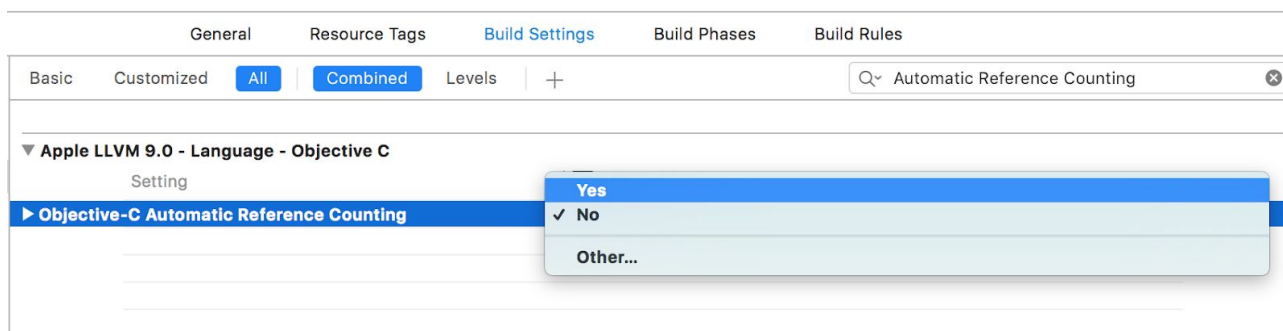 General Resource Tags Build Settings Build Phases Build Rules
Basic Customized All Combined Levels + Automatic Reference Counting
Apple LLVM 9.0 - Language - Objective C
Setting
Yes
Objective-C Automatic Reference Counting ✓ No
Other...